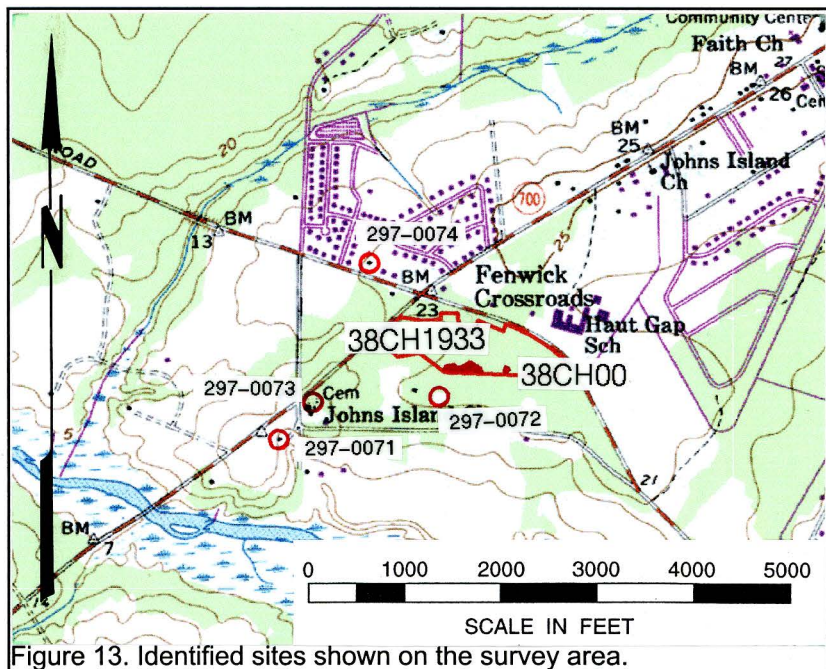 Community Center
Faith Ch
27
BM
26
Cem
BM
25
Johns Island
Ch
ROAD
20
N
BM
13
700
25
297-0074
BM
23
Fenwick
Crossroads
Haut Gap
Sch
38CH1933
38CH00
297-0073
Cem
Johns Isla
297-0072
297-0071
5
21
BM
7
14
0 1000 2000 3000 4000 5000
SCALE IN FEET
Figure 13. Identified sites shown on the survey area.